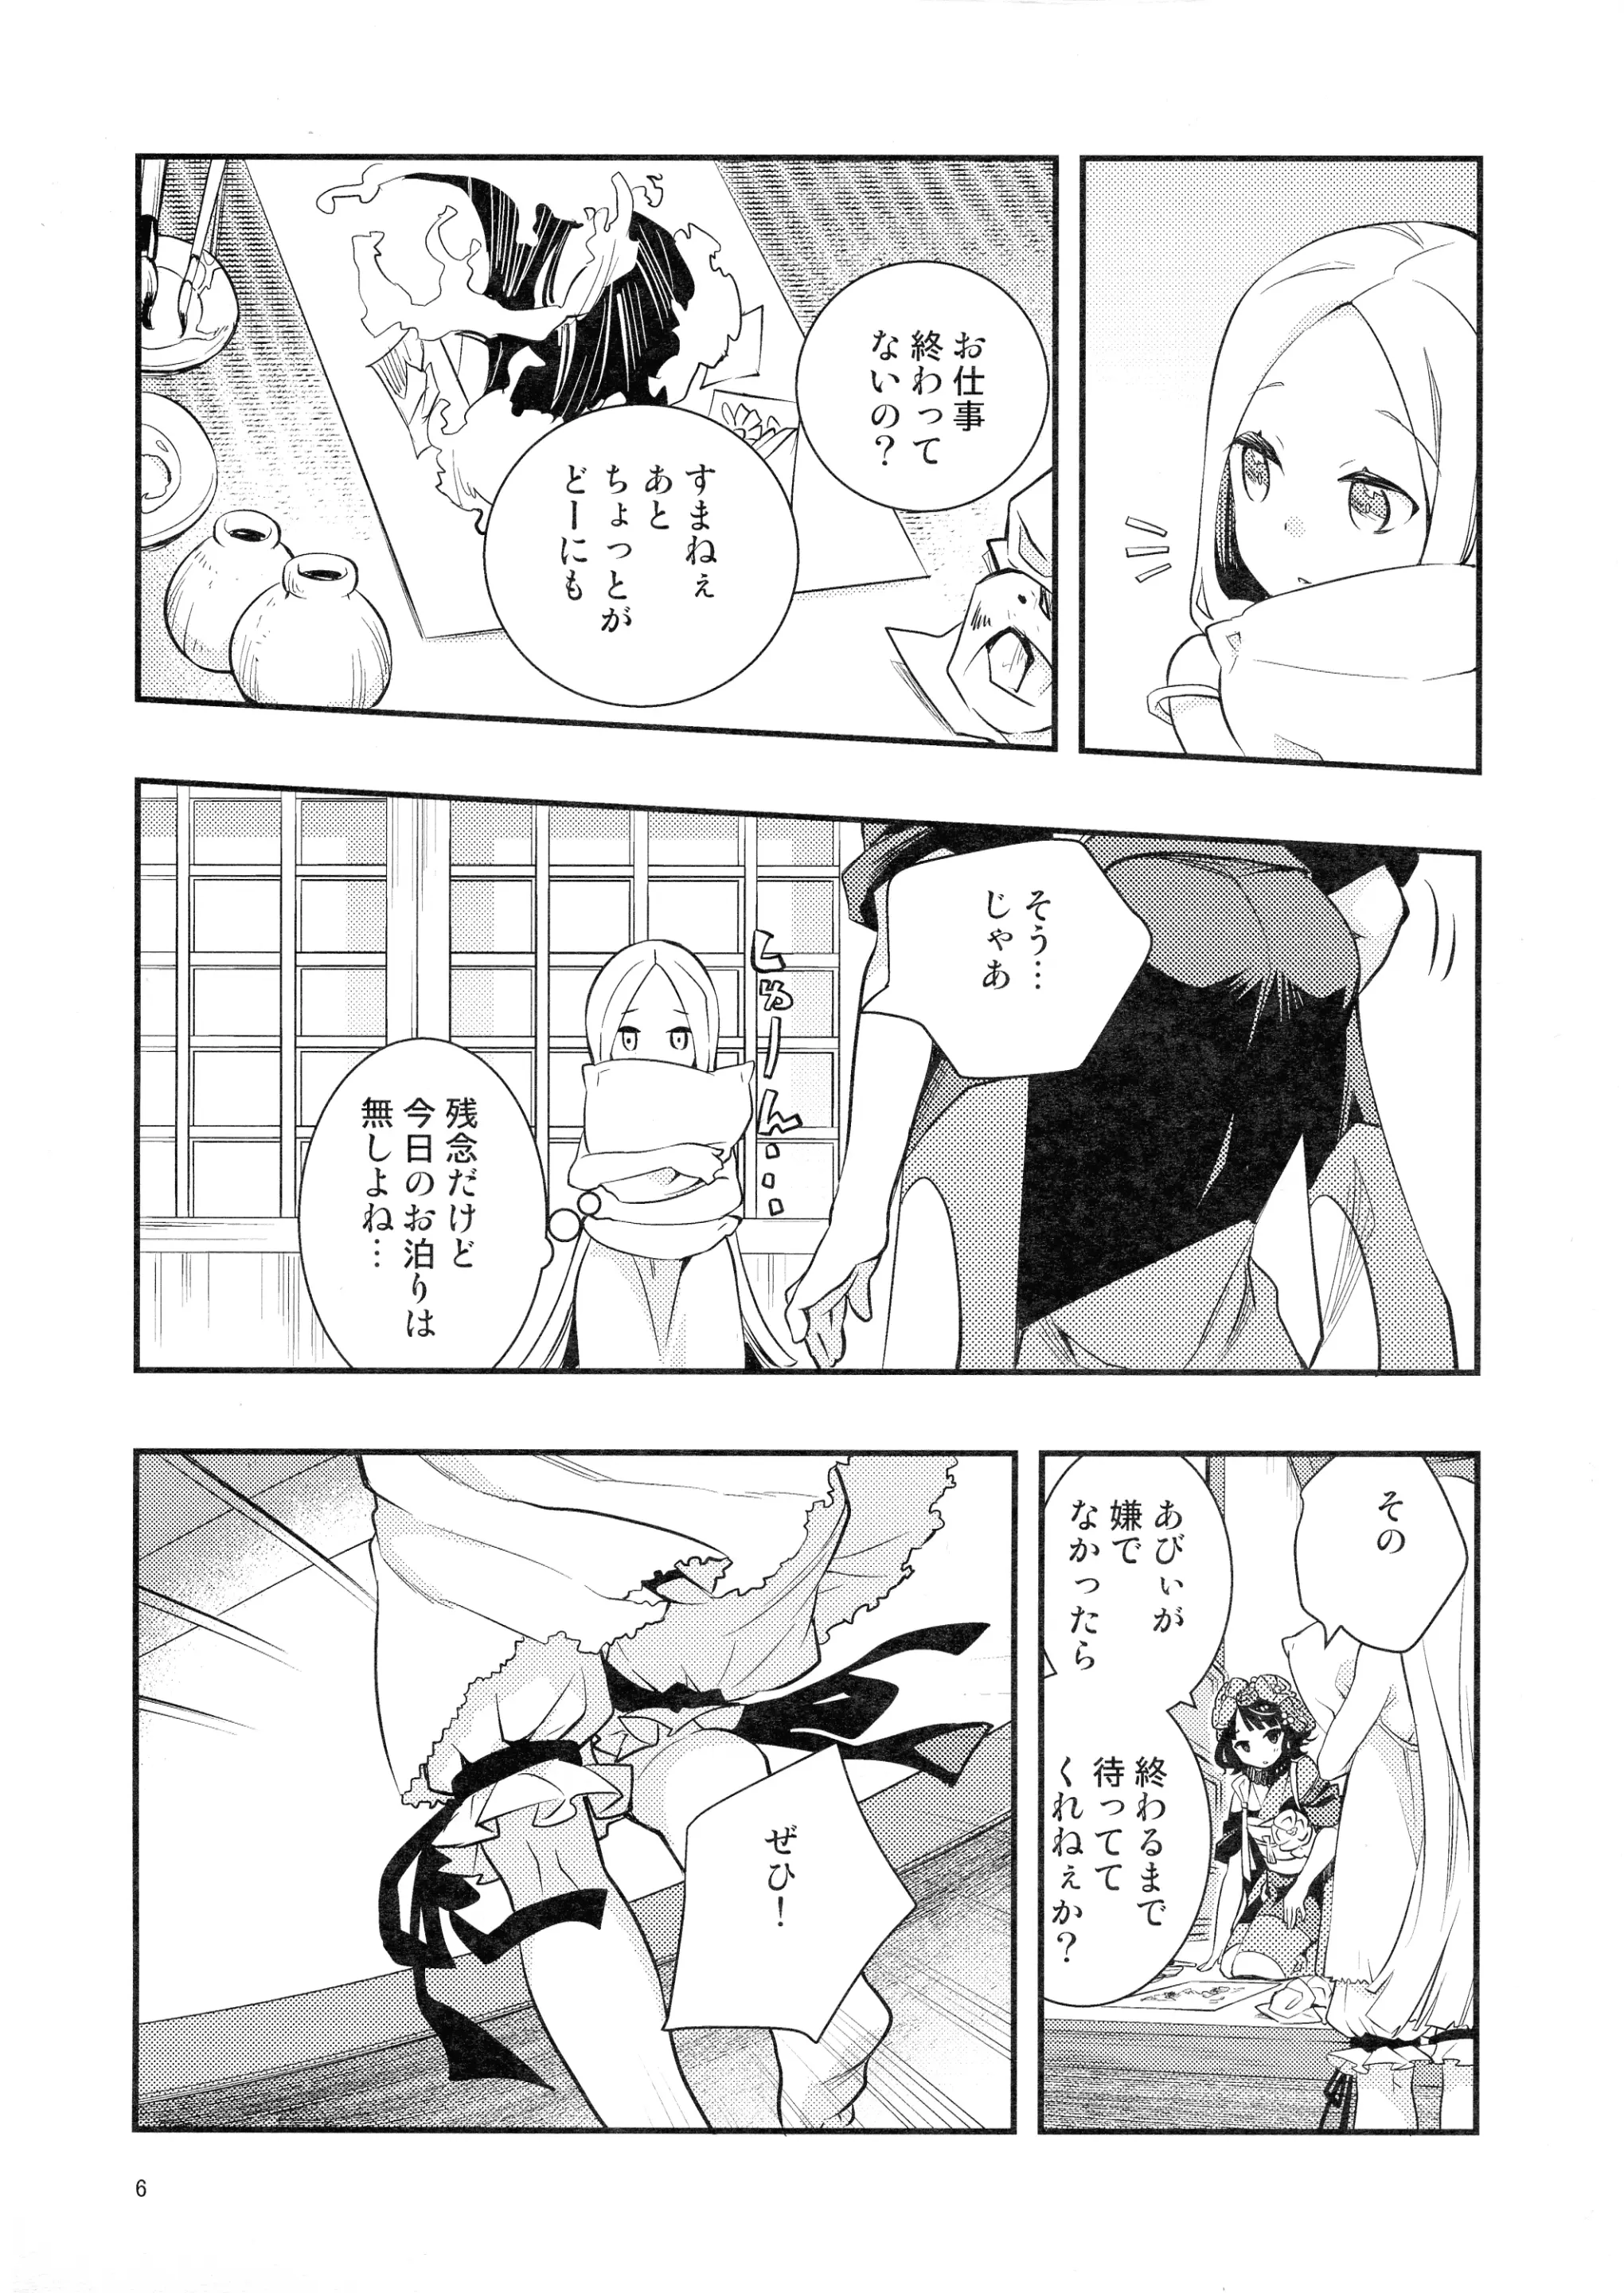 お仕事
終わって
ないの？
すまねぇ
あと
ちょっとが
どーにも
そう…
じゃあ
しゅーん…
残念だけど
今日のお泊りは
無しよね…
その
あびぃが
嫌で
なかったら
終わるまで
待ってて
くれねぇか？
ぜひ！
6